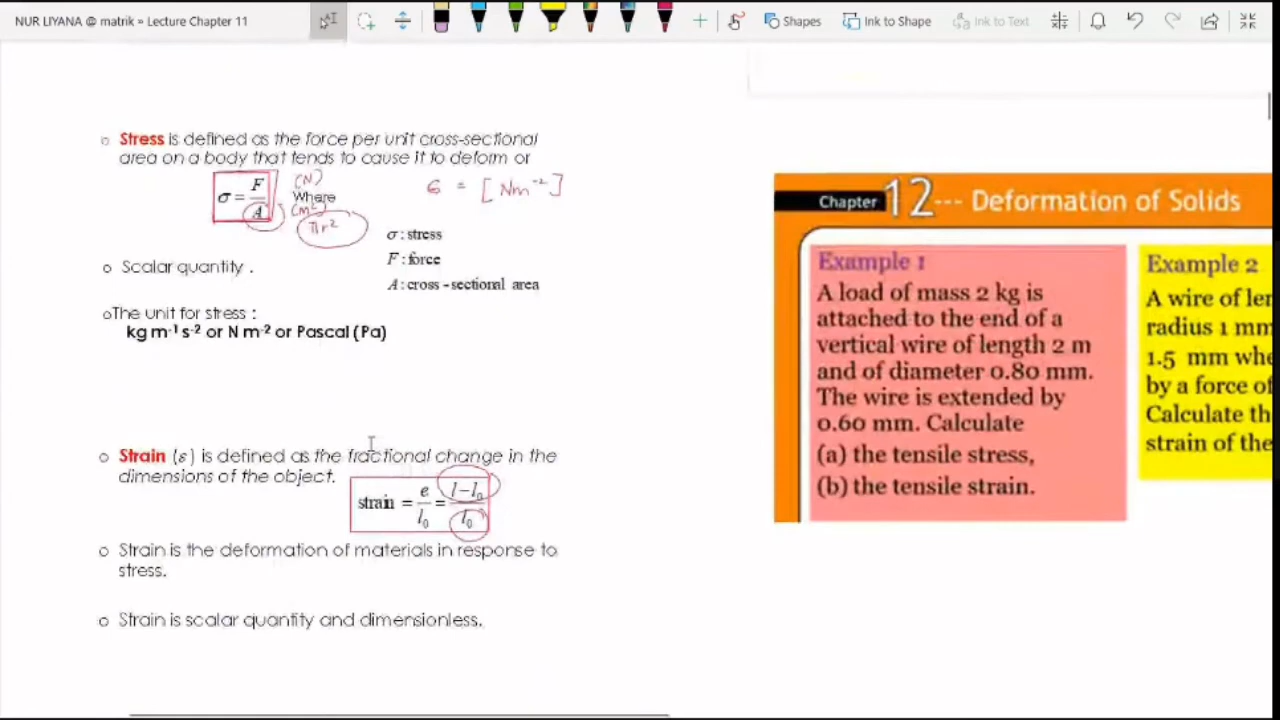 NUR LIYANA @ matrik » Lecture Chapter 11
Shapes
Ink to Shape
Ink to Text
o Stress is defined as the force per unit cross-sectional
area on a body that tends to cause it to deform or
σ = F / A
(N)
Where
(m²)
πr²
σ = [Nm⁻²]
σ : stress
F : force
A : cross - sectional area
o Scalar quantity .
oThe unit for stress :
kg m⁻¹ s⁻² or N m⁻² or Pascal (Pa)
o Strain (ε) is defined as the fractional change in the
dimensions of the object.
strain = e / l₀ = l−l₀ / l₀
o Strain is the deformation of materials in response to
stress.
o Strain is scalar quantity and dimensionless.
Chapter 12--- Deformation of Solids
Example 1
A load of mass 2 kg is
attached to the end of a
vertical wire of length 2 m
and of diameter 0.80 mm.
The wire is extended by
0.60 mm. Calculate
(a) the tensile stress,
(b) the tensile strain.
Example 2
A wire of ler
radius 1 mm
1.5 mm whe
by a force of
Calculate th
strain of the